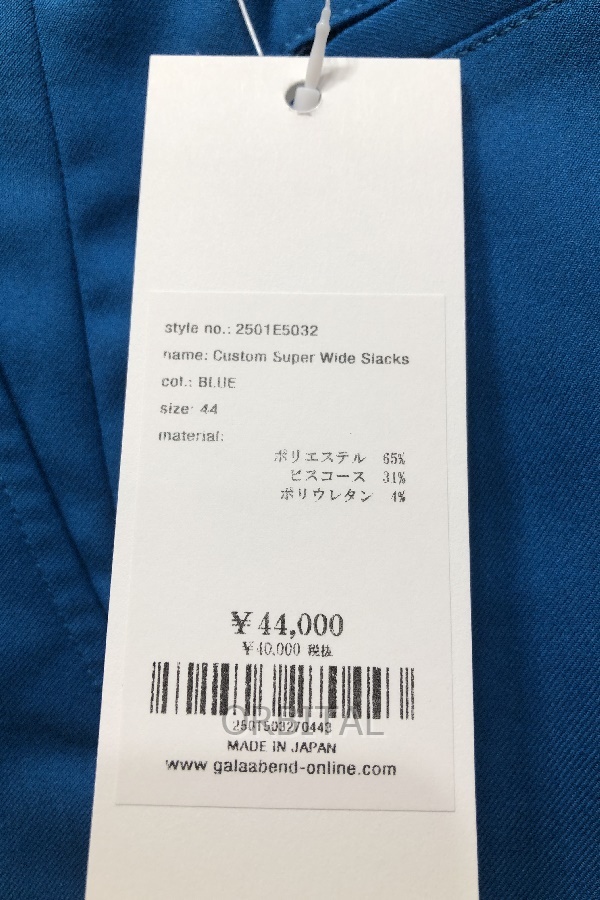 style no.: 2501E5032
name: Custom Super Wide Slacks
col.: BLUE
size: 44
material:
ポリエステル 65%
ビスコース 31%
ポリウレタン 4%
￥44,000
￥40,000 税抜
ORBITAL
2501503270443
MADE IN JAPAN
www.galaabend-online.com